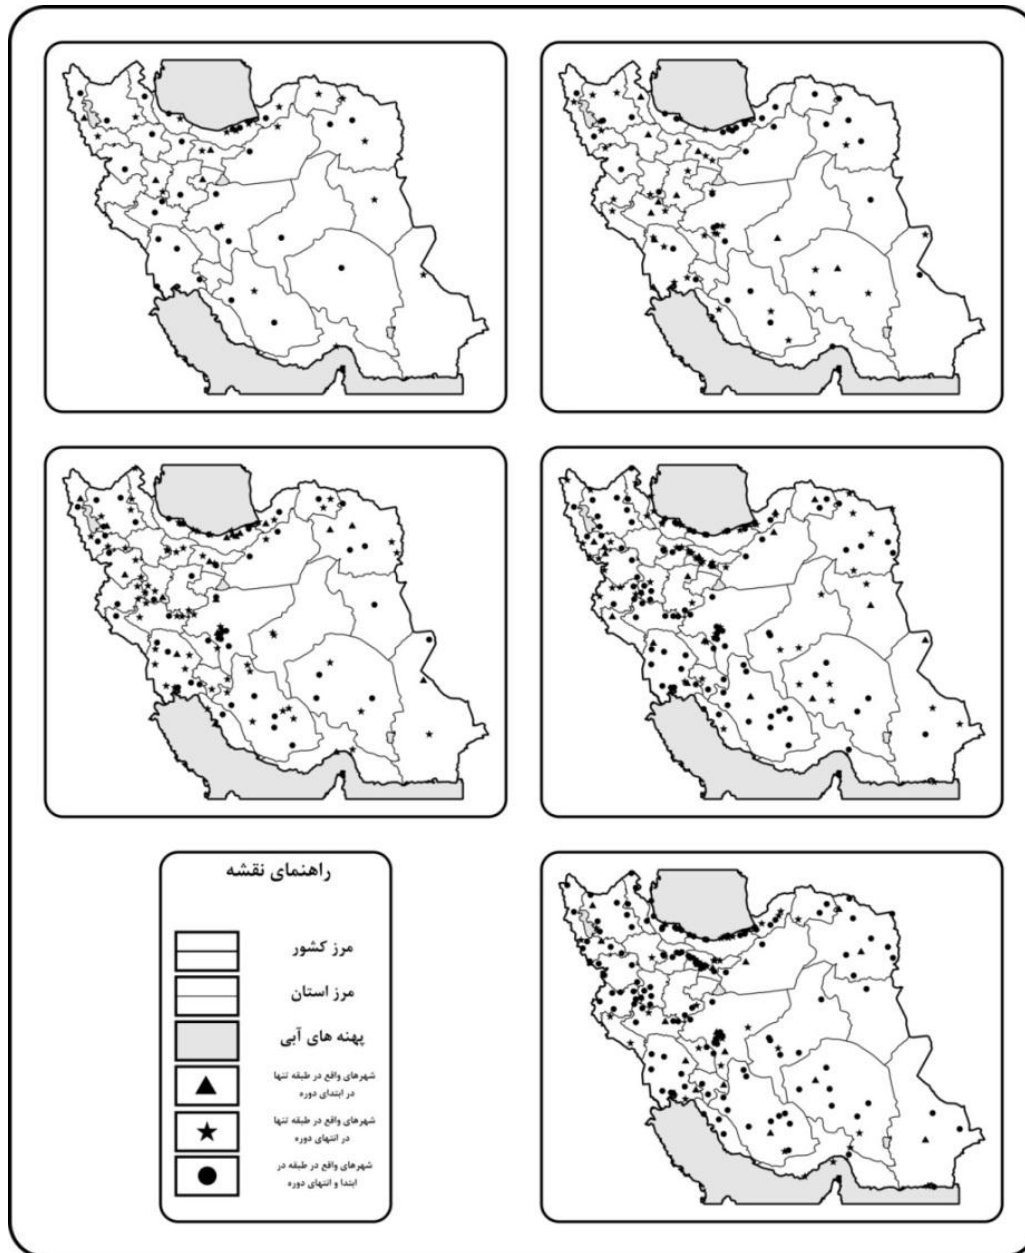 راهنمای نقشه
مرز کشور
مرز استان
پهنه های آبی
شهرهای واقع در طبقه تنها
در ابتدای دوره
شهرهای واقع در طبقه تنها
در انتهای دوره
شهرهای واقع در طبقه در
ابتدا و انتهای دوره